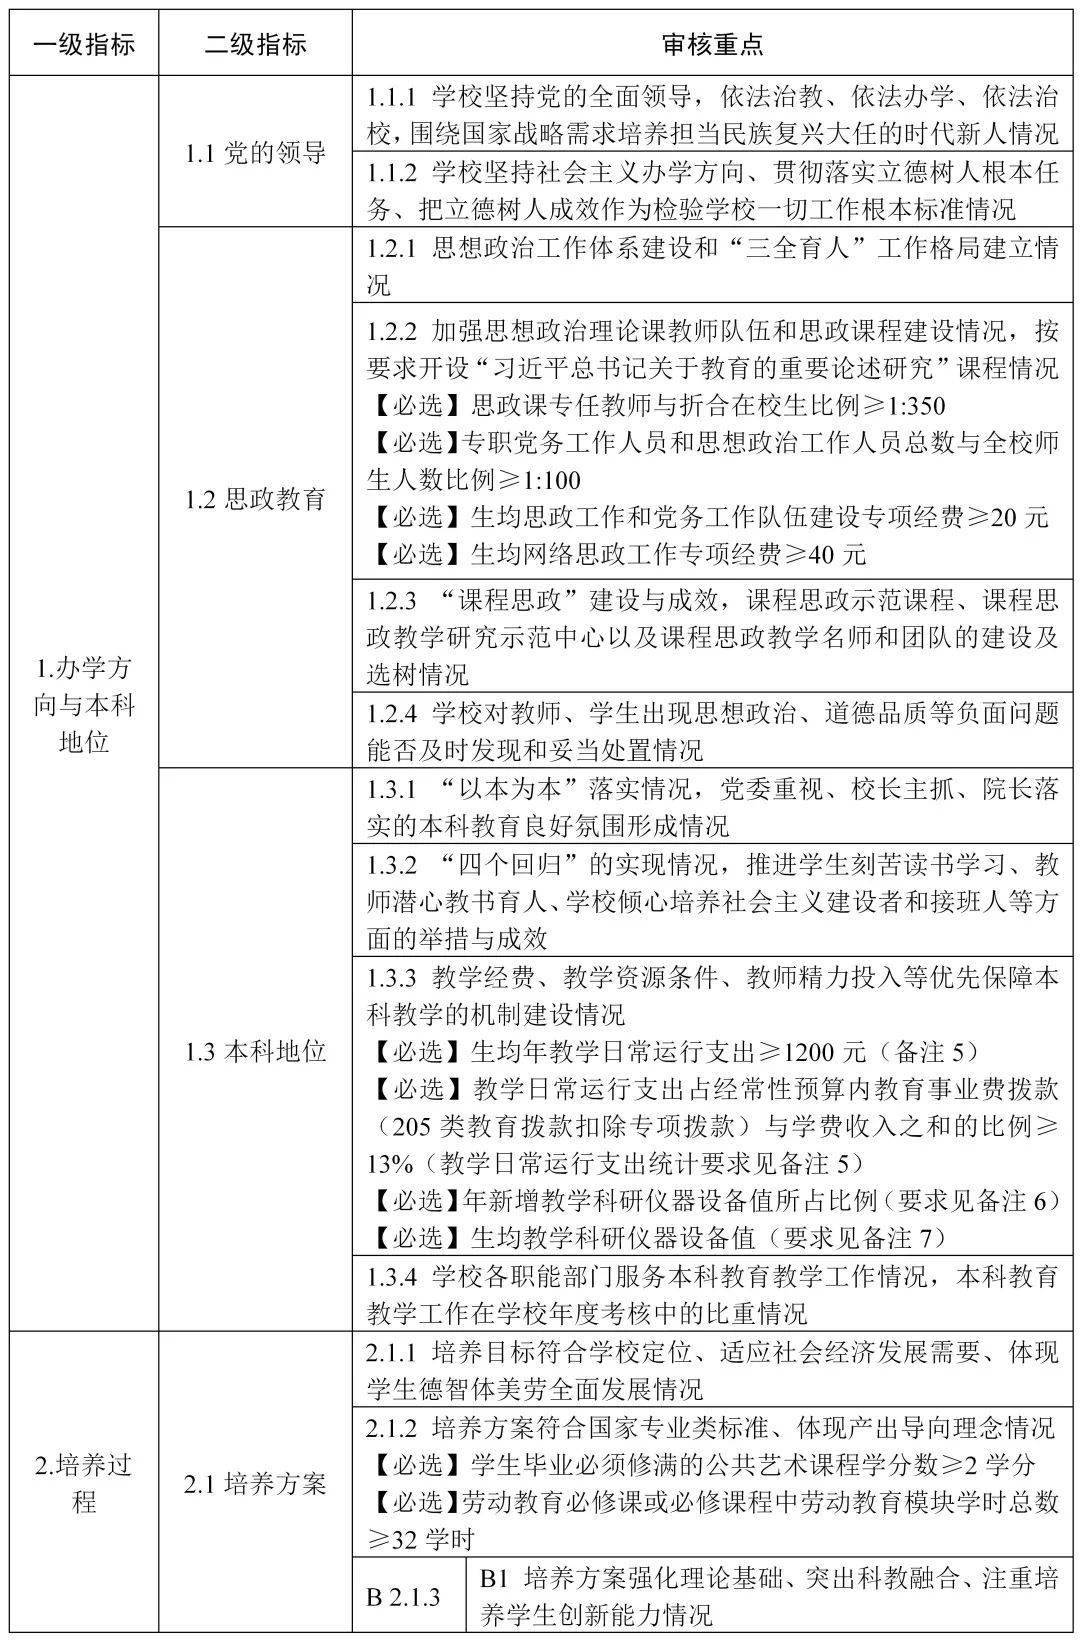 一级指标
二级指标
审核重点
1.办学方
向与本科
地位
1.1 党的领导
1.1.1 学校坚持党的全面领导，依法治教、依法办学、依法治
校，围绕国家战略需求培养担当民族复兴大任的时代新人情况
1.1.2 学校坚持社会主义办学方向、贯彻落实立德树人根本任
务、把立德树人成效作为检验学校一切工作根本标准情况
1.2 思政教育
1.2.1 思想政治工作体系建设和“三全育人”工作格局建立情
况
1.2.2 加强思想政治理论课教师队伍和思政课程建设情况，按
要求开设“习近平总书记关于教育的重要论述研究”课程情况
【必选】思政课专任教师与折合在校生比例≥1:350
【必选】专职党务工作人员和思想政治工作人员总数与全校师
生人数比例≥1:100
【必选】生均思政工作和党务工作队伍建设专项经费≥20 元
【必选】生均网络思政工作专项经费≥40 元
1.2.3 “课程思政”建设与成效，课程思政示范课程、课程思
政教学研究示范中心以及课程思政教学名师和团队的建设及
选树情况
1.2.4 学校对教师、学生出现思想政治、道德品质等负面问题
能否及时发现和妥当处置情况
1.3 本科地位
1.3.1 “以本为本”落实情况，党委重视、校长主抓、院长落
实的本科教育良好氛围形成情况
1.3.2 “四个回归”的实现情况，推进学生刻苦读书学习、教
师潜心教书育人、学校倾心培养社会主义建设者和接班人等方
面的举措与成效
1.3.3 教学经费、教学资源条件、教师精力投入等优先保障本
科教学的机制建设情况
【必选】生均年教学日常运行支出≥1200 元（备注 5）
【必选】教学日常运行支出占经常性预算内教育事业费拨款
（205 类教育拨款扣除专项拨款）与学费收入之和的比例≥
13%（教学日常运行支出统计要求见备注 5）
【必选】年新增教学科研仪器设备值所占比例（要求见备注 6）
【必选】生均教学科研仪器设备值（要求见备注 7）
1.3.4 学校各职能部门服务本科教育教学工作情况，本科教育
教学工作在学校年度考核中的比重情况
2.培养过
程
2.1 培养方案
2.1.1 培养目标符合学校定位、适应社会经济发展需要、体现
学生德智体美劳全面发展情况
2.1.2 培养方案符合国家专业类标准、体现产出导向理念情况
【必选】学生毕业必须修满的公共艺术课程学分数≥2 学分
【必选】劳动教育必修课或必修课程中劳动教育模块学时总数
≥32 学时
B 2.1.3
B1 培养方案强化理论基础、突出科教融合、注重培
养学生创新能力情况